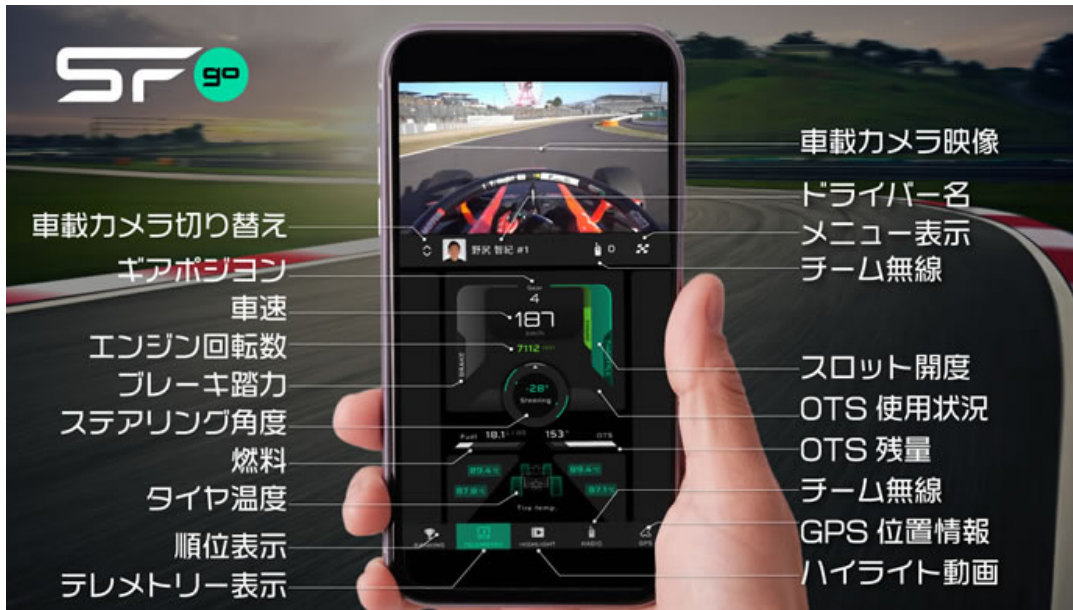 SF go
車載カメラ映像
ドライバー名
メニュー表示
チーム無線
スロット開度
OTS 使用状況
OTS 残量
チーム無線
GPS 位置情報
ハイライト動画
車載カメラ切り替え
ギアポジヨン
車速
エンジン回転数
ブレーキ踏力
ステアリング角度
燃料
タイヤ温度
順位表示
テレメトリー表示
野尻 智紀 #1
Gear
4
187
km/h
7112
BRAKE
-28°
Steering
Fuel 18.1
153
OTS
89.4℃
89.4℃
87.8℃
87.1℃
Tire temp.
RANKING
TELEMETRY
HIGHLIGHT
RADIO
GPS